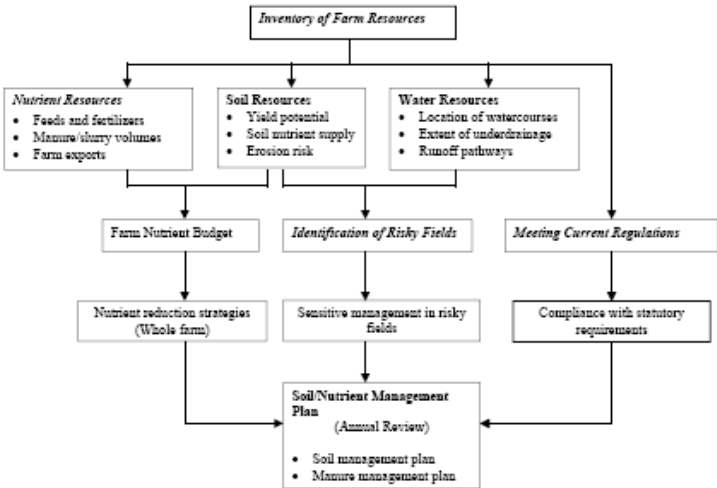 Inventory of Farm Resources
Nutrient Resources
• Feeds and fertilizers
• Manure/slurry volumes
• Farm exports
Soil Resources
• Yield potential
• Soil nutrient supply
• Erosion risk
Water Resources
• Location of watercourses
• Extent of underdrainage
• Runoff pathways
Farm Nutrient Budget
Identification of Risky Fields
Meeting Current Regulations
Nutrient reduction strategies
(Whole farm)
Sensitive management in risky
fields
Compliance with statutory
requirements
Soil/Nutrient Management
Plan
(Annual Review)
• Soil management plan
• Manure management plan